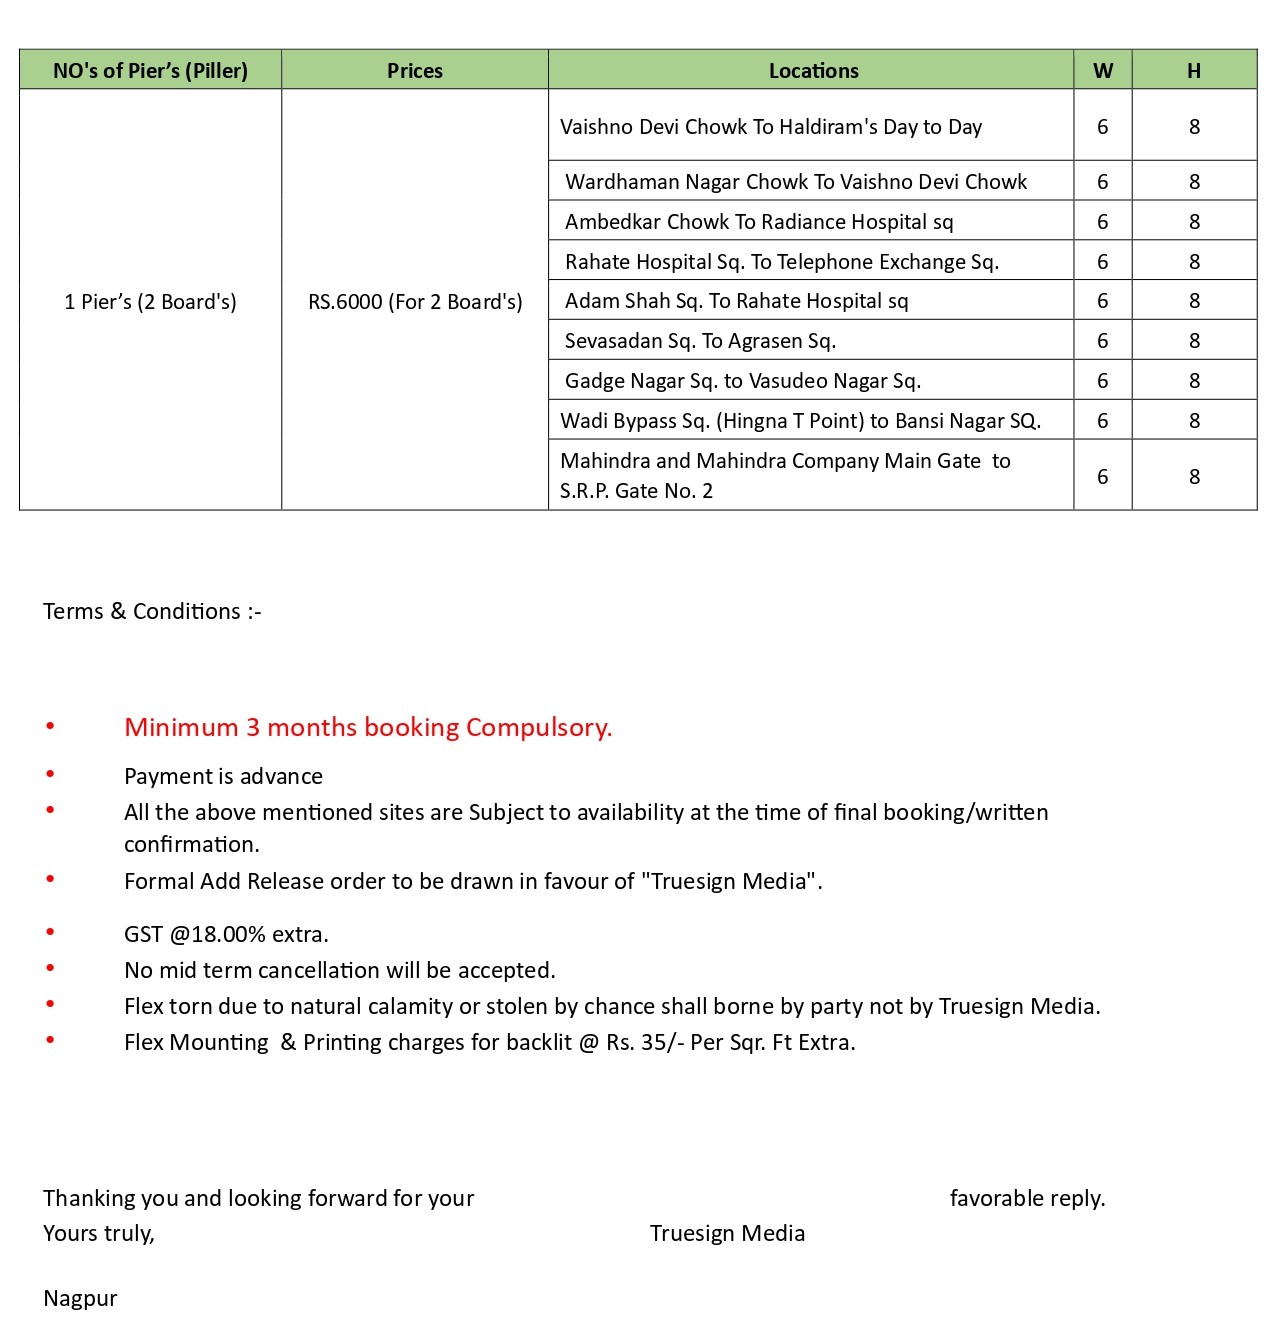 NO's of Pier’s (Piller) Prices Locations W H
Vaishno Devi Chowk To Haldiram's Day to Day 6 8
Wardhaman Nagar Chowk To Vaishno Devi Chowk 6 8
Ambedkar Chowk To Radiance Hospital sq 6 8
Rahate Hospital Sq. To Telephone Exchange Sq. 6 8
1 Pier’s (2 Board's) RS.6000 (For 2 Board's) Adam Shah Sq. To Rahate Hospital sq 6 8
Sevasadan Sq. To Agrasen Sq. 6 8
Gadge Nagar Sq. to Vasudeo Nagar Sq. 6 8
Wadi Bypass Sq. (Hingna T Point) to Bansi Nagar SQ. 6 8
Mahindra and Mahindra Company Main Gate to
S.R.P. Gate No. 2 6 8
Terms & Conditions :-
• Minimum 3 months booking Compulsory.
• Payment is advance
• All the above mentioned sites are Subject to availability at the time of final booking/written
confirmation.
• Formal Add Release order to be drawn in favour of "Truesign Media".
• GST @18.00% extra.
• No mid term cancellation will be accepted.
• Flex torn due to natural calamity or stolen by chance shall borne by party not by Truesign Media.
• Flex Mounting & Printing charges for backlit @ Rs. 35/- Per Sqr. Ft Extra.
Thanking you and looking forward for your favorable reply.
Yours truly, Truesign Media
Nagpur